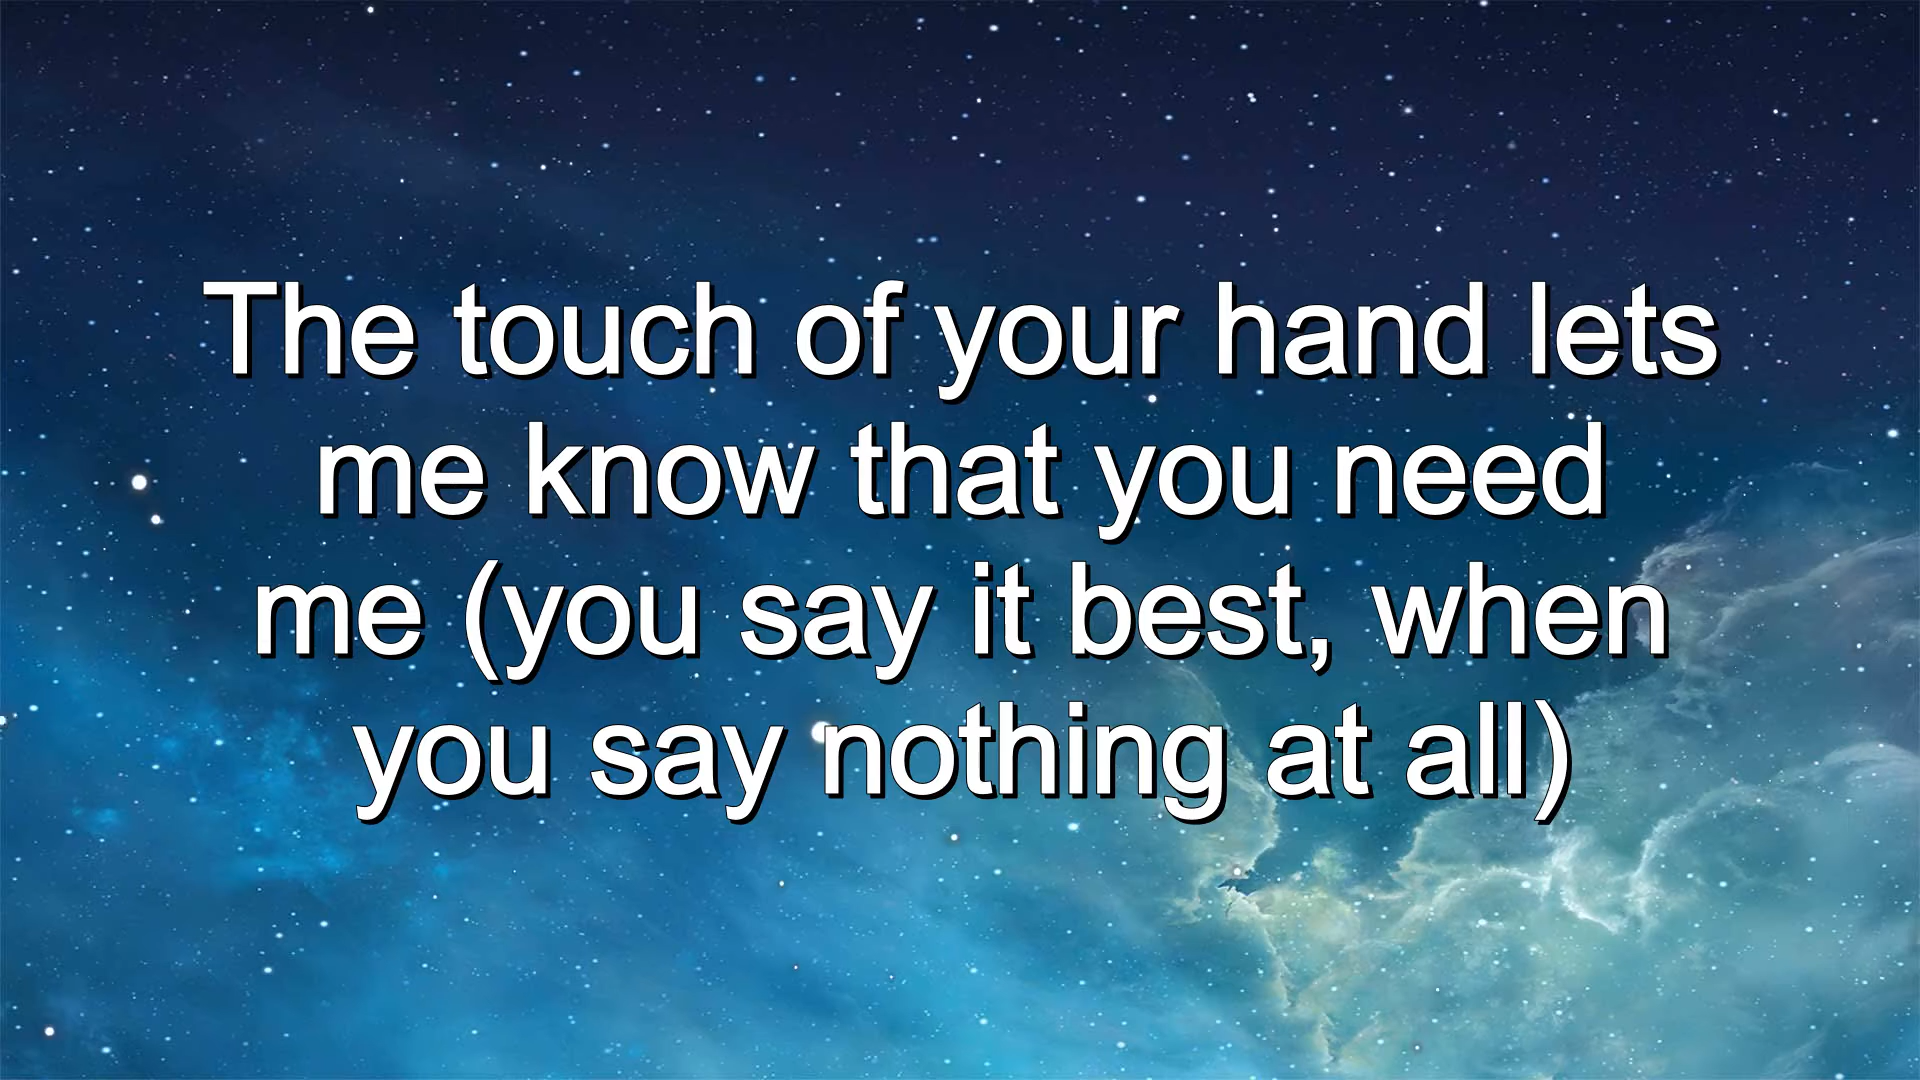 The touch of your hand lets
me know that you need
me (you say it best, when
you say nothing at all)